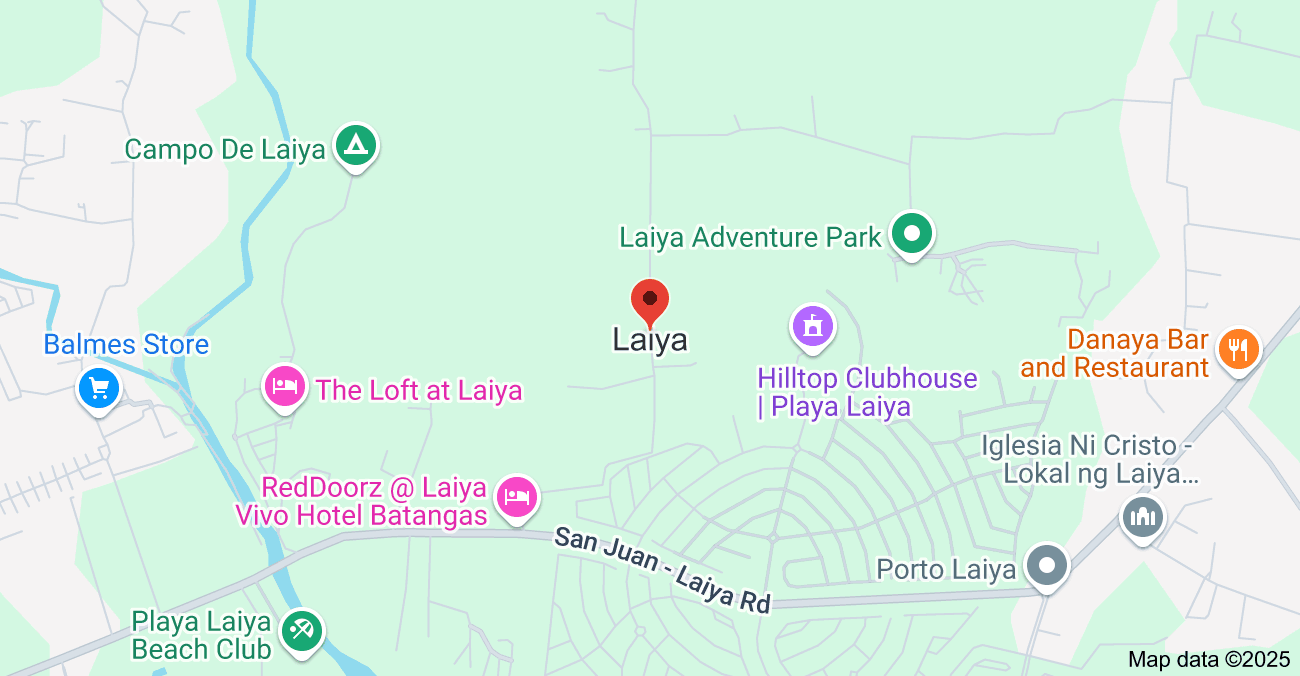 Campo De Laiya
Laiya Adventure Park
Laiya
Balmes Store
Danaya Bar
and Restaurant
The Loft at Laiya
Hilltop Clubhouse
| Playa Laiya
Iglesia Ni Cristo -
Lokal ng Laiya...
RedDoorz @ Laiya
Vivo Hotel Batangas
San Juan - Laiya Rd
Porto Laiya
Playa Laiya
Beach Club
Map data ©2025